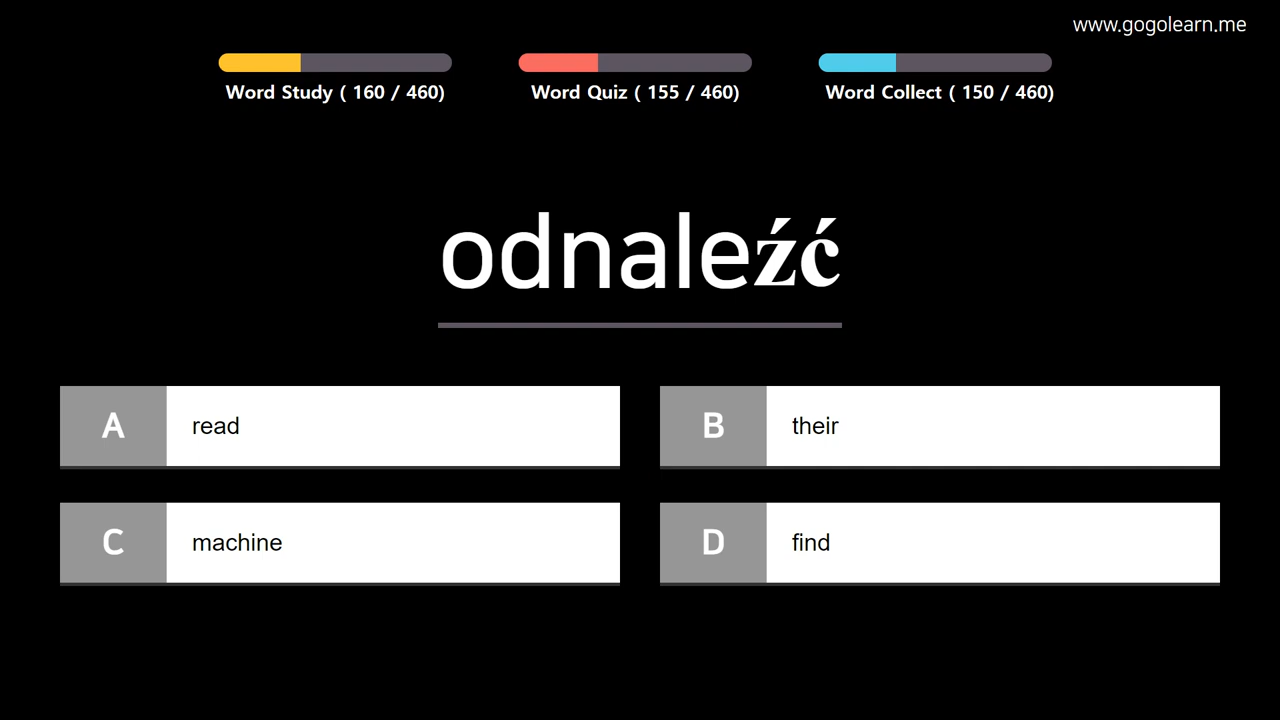 www.gogolearn.me
Word Study ( 160 / 460)
Word Quiz ( 155 / 460)
Word Collect ( 150 / 460)
odnaleźć
A read
B their
C machine
D find